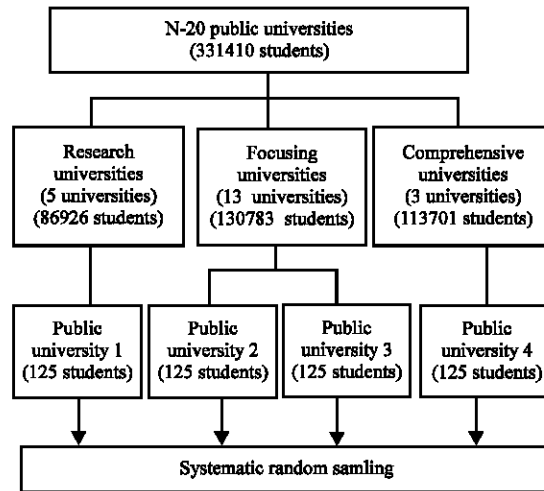 N-20 public universities
(331410 students)
Research
universities
(5 universities)
86926 students)
Focusing
universities
(13 universities)
(130783 students)
Comprehensive
universities
(3 universities)
(113701 students)
Public
university 1
(125 students)
Public
university 2
(125 students)
Public
university 3
(125 students)
Public
university 4
(125 students)
Systematic random samling